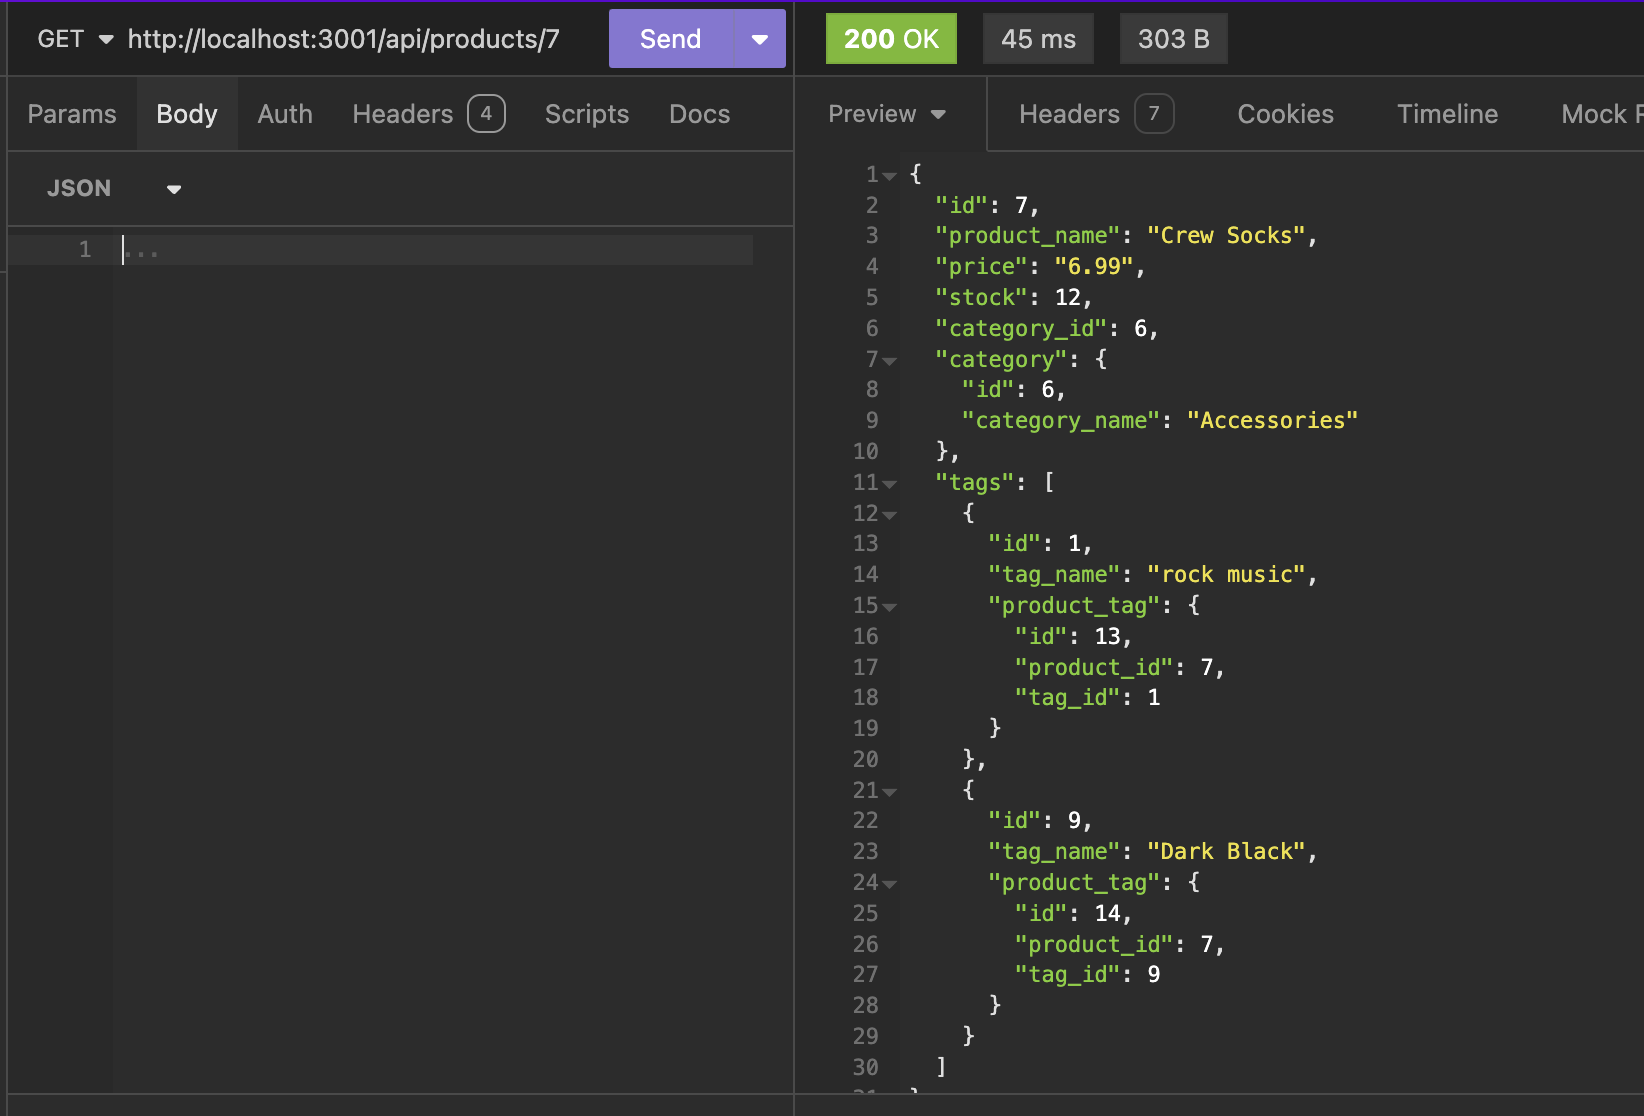 GET http://localhost:3001/api/products/7 Send
Params Body Auth Headers 4 Scripts Docs
JSON
1 ...
200 OK 45 ms 303 B
Preview Headers 7 Cookies Timeline Mock
1 {
2 "id": 7,
3 "product_name": "Crew Socks",
4 "price": "6.99",
5 "stock": 12,
6 "category_id": 6,
7 "category": {
8 "id": 6,
9 "category_name": "Accessories"
10 },
11 "tags": [
12 {
13 "id": 1,
14 "tag_name": "rock music",
15 "product_tag": {
16 "id": 13,
17 "product_id": 7,
18 "tag_id": 1
19 }
20 },
21 {
22 "id": 9,
23 "tag_name": "Dark Black",
24 "product_tag": {
25 "id": 14,
26 "product_id": 7,
27 "tag_id": 9
28 }
29 }
30 ]